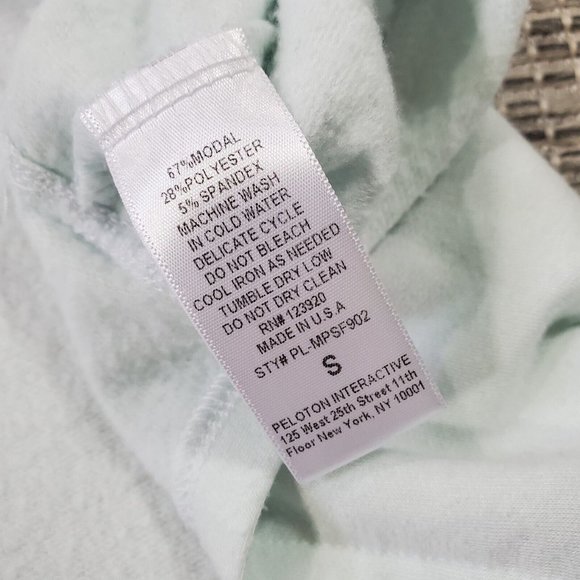 67%MODAL
28%POLYESTER
5% SPANDEX
MACHINE WASH
IN COLD WATER
DELICATE CYCLE
DO NOT BLEACH
COOL IRON AS NEEDED
TUMBLE DRY LOW
DO NOT DRY CLEAN
RN# 123920
MADE IN U.S.A
STY# PL-MPSF902
S
PELOTON INTERACTIVE
125 West 25th Street 11th
Floor New York, NY 10001